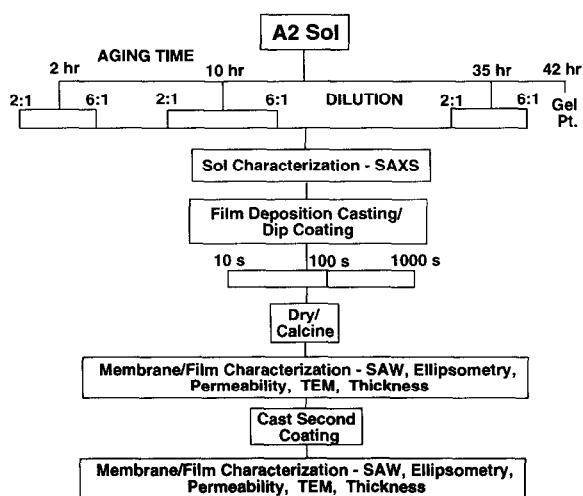 A2 Sol
AGING TIME
2 hr 10 hr 35 hr 42 hr
2:1 6:1 2:1 6:1 DILUTION 2:1 6:1 Gel
Pt.
Sol Characterization - SAXS
Film Deposition Casting/
Dip Coating
10 s 100 s 1000 s
Dry/
Calcine
Membrane/Film Characterization - SAW, Ellipsometry,
Permeability, TEM, Thickness
Cast Second
Coating
Membrane/Film Characterization - SAW, Ellipsometry,
Permeability, TEM, Thickness